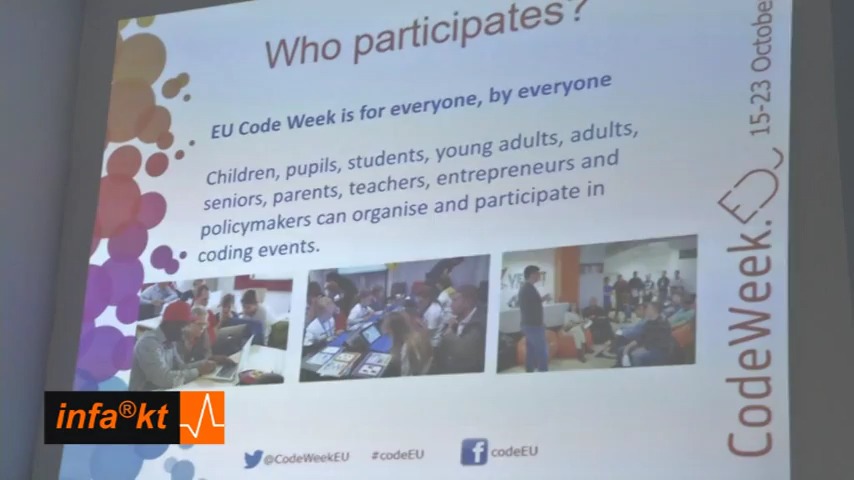 Who participates?
EU Code Week is for everyone, by everyone
Children, pupils, students, young adults, adults,
seniors, parents, teachers, entrepreneurs and
policymakers can organise and participate in
coding events.
CodeWeek.EU
15-23 October
infa®kt
@CodeWeekEU #codeEU codeEU